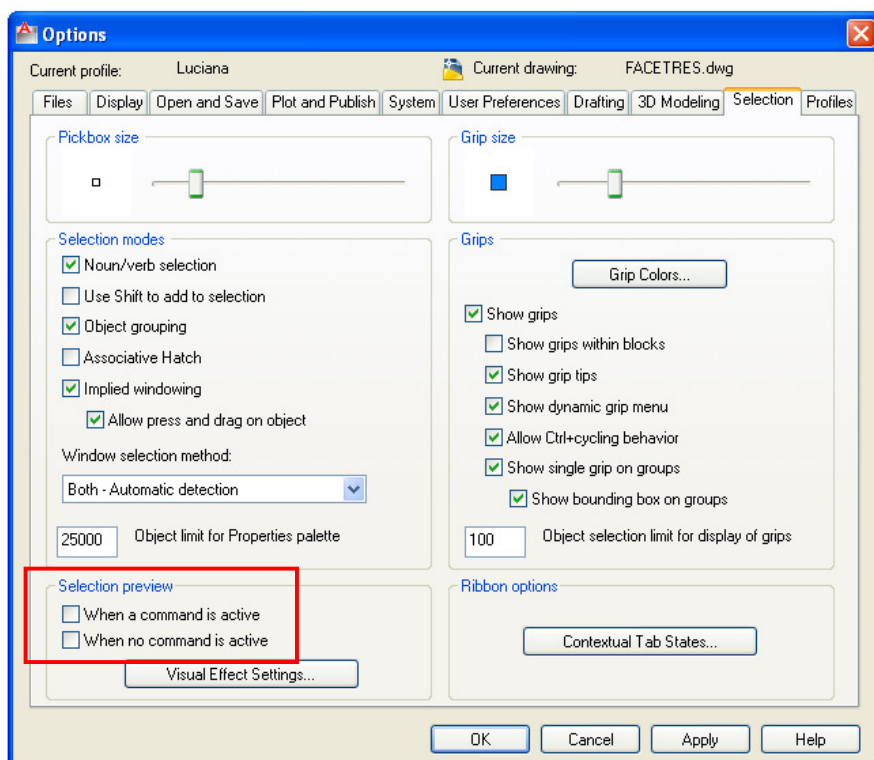 Options
Current profile: Luciana Current drawing: FACETRES.dwg
Files Display Open and Save Plot and Publish System User Preferences Drafting 3D Modeling Selection Profiles
Pickbox size
Grip size
Selection modes
Noun/verb selection
Use Shift to add to selection
Object grouping
Associative Hatch
Implied windowing
Allow press and drag on object
Window selection method:
Both - Automatic detection
25000 Object limit for Properties palette
Grips
Grip Colors...
Show grips
Show grips within blocks
Show grip tips
Show dynamic grip menu
Allow Ctrl+cycling behavior
Show single grip on groups
Show bounding box on groups
100 Object selection limit for display of grips
Selection preview
When a command is active
When no command is active
Visual Effect Settings...
Ribbon options
Contextual Tab States...
OK Cancel Apply Help